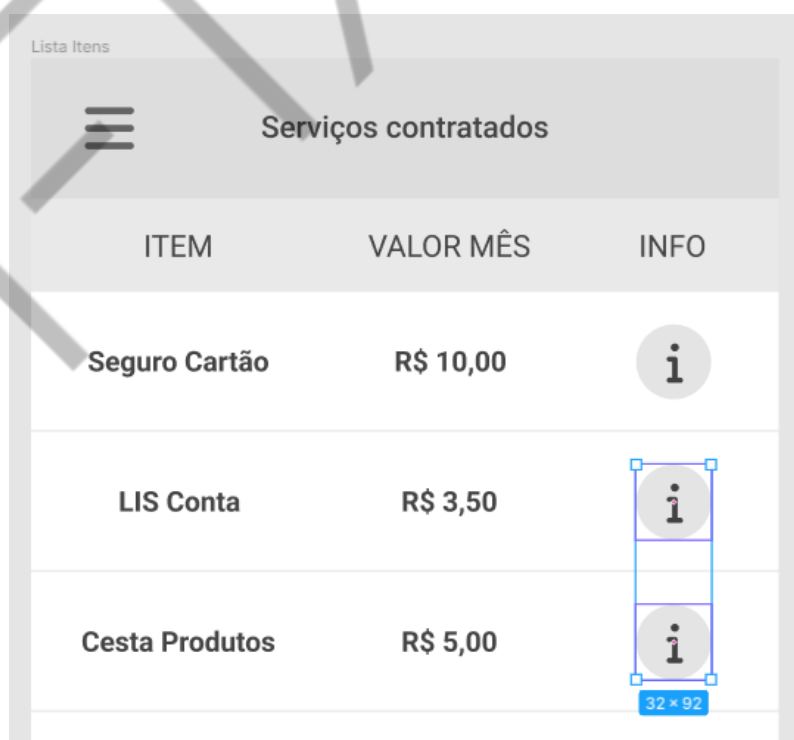 Lista Itens
Serviços contratados
ITEM VALOR MÊS INFO
Seguro Cartão R$ 10,00 i
LIS Conta R$ 3,50 i
Cesta Produtos R$ 5,00 i
32 × 92